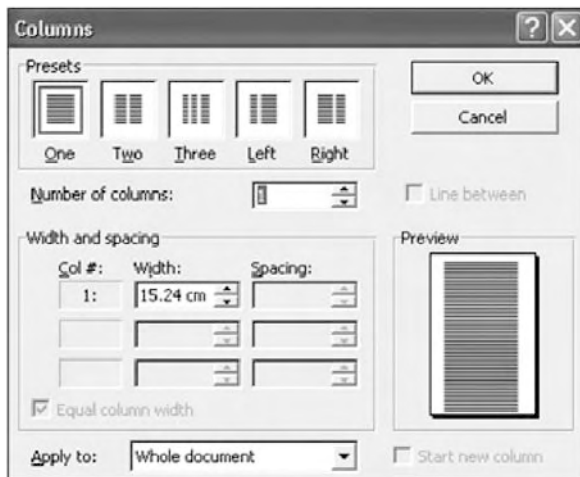 Columns
Presets
One Two Three Left Right
OK
Cancel
Number of columns: 1
Line between
Width and spacing
Col #: Width: Spacing:
1: 15.24 cm
Equal column width
Preview
Apply to: Whole document
Start new column